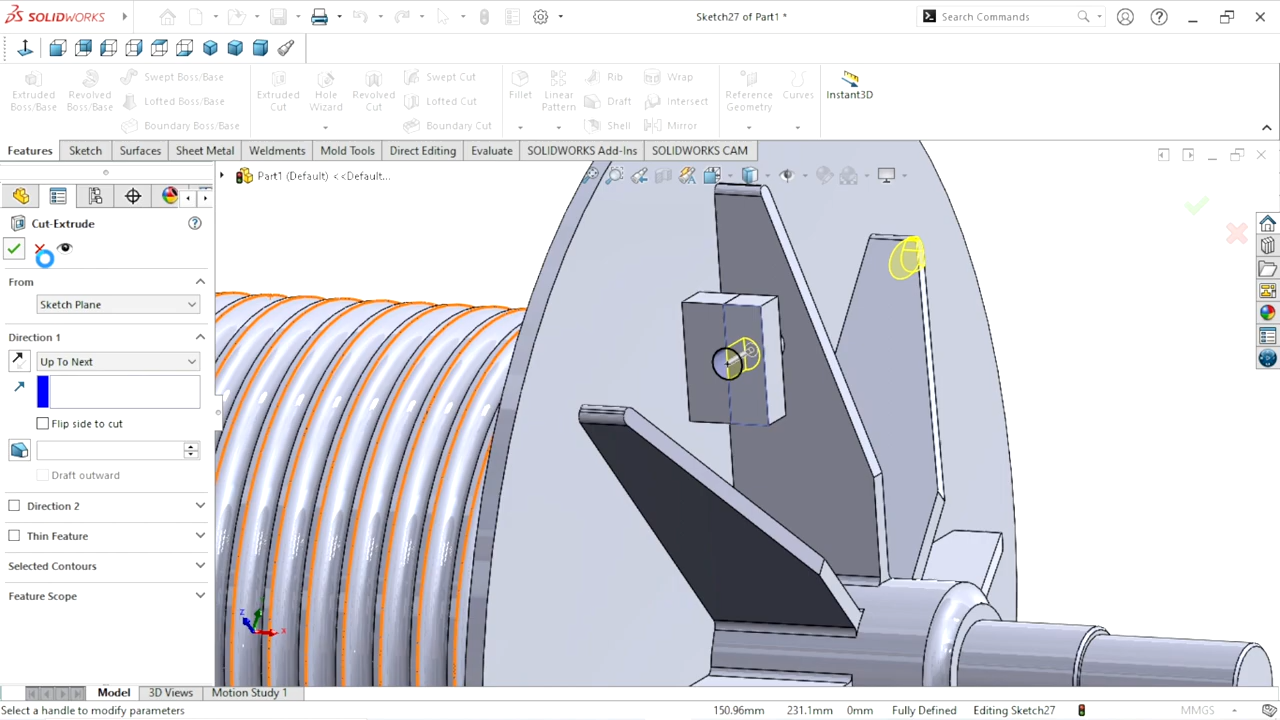 SOLIDWORKS
Sketch27 of Part1 *
Search Commands
Extruded Boss/Base
Revolved Boss/Base
Swept Boss/Base
Lofted Boss/Base
Boundary Boss/Base
Extruded Cut
Hole Wizard
Revolved Cut
Swept Cut
Lofted Cut
Boundary Cut
Fillet
Linear Pattern
Rib
Draft
Shell
Wrap
Intersect
Mirror
Reference Geometry
Curves
Instant3D
Features
Sketch
Surfaces
Sheet Metal
Weldments
Mold Tools
Direct Editing
Evaluate
SOLIDWORKS Add-Ins
SOLIDWORKS CAM
Part1 (Default) <<Default...
Cut-Extrude
From
Sketch Plane
Direction 1
Up To Next
Flip side to cut
Draft outward
Direction 2
Thin Feature
Selected Contours
Feature Scope
z
x
Model
3D Views
Motion Study 1
Select a handle to modify parameters
150.96mm
231.1mm
0mm
Fully Defined
Editing Sketch27
MMGS